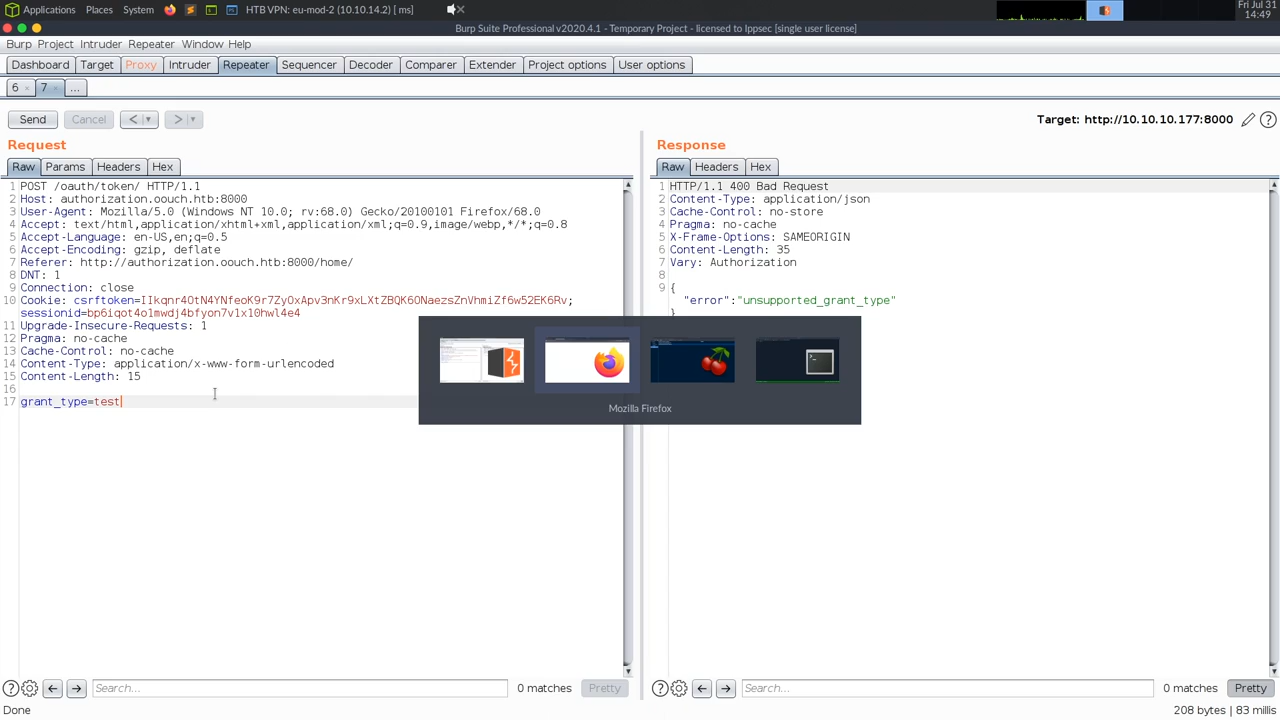 Applications Places System HTB VPN: eu-mod-2 (10.10.14.2) [ ms] Fri Jul 31
14:49
Burp Suite Professional v2020.4.1 - Temporary Project - licensed to Ippsec [single user license]
Burp Project Intruder Repeater Window Help
Dashboard Target Proxy Intruder Repeater Sequencer Decoder Comparer Extender Project options User options
6 × 7 × ...
Send Cancel < > Target: http://10.10.10.177:8000
Request
Raw Params Headers Hex
1 POST /oauth/token/ HTTP/1.1
2 Host: authorization.oouch.htb:8000
3 User-Agent: Mozilla/5.0 (Windows NT 10.0; rv:68.0) Gecko/20100101 Firefox/68.0
4 Accept: text/html,application/xhtml+xml,application/xml;q=0.9,image/webp,*/*;q=0.8
5 Accept-Language: en-US,en;q=0.5
6 Accept-Encoding: gzip, deflate
7 Referer: http://authorization.oouch.htb:8000/home/
8 DNT: 1
9 Connection: close
10 Cookie: csrftoken=IIkqnr4OtN4YNfeoK9r7ZyOxApv3nKr9xLXtZBQK6ONaezsZnVhmiZf6w52EK6Rv;
sessionid=bp6iqot4o1mwdj4bfyon7v1x10hwl4e4
11 Upgrade-Insecure-Requests: 1
12 Pragma: no-cache
13 Cache-Control: no-cache
14 Content-Type: application/x-www-form-urlencoded
15 Content-Length: 15
16
17 grant_type=test
Response
Raw Headers Hex
1 HTTP/1.1 400 Bad Request
2 Content-Type: application/json
3 Cache-Control: no-store
4 Pragma: no-cache
5 X-Frame-Options: SAMEORIGIN
6 Content-Length: 35
7 Vary: Authorization
8
9 {
"error":"unsupported_grant_type"
}
Mozilla Firefox
Search... 0 matches Pretty
Search... 0 matches Pretty
Done 208 bytes | 83 millis